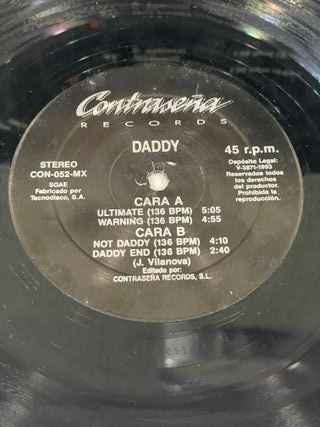 Contraseña
RECORDS
DADDY
45 r.p.m.
STEREO
CON-052-MX
SGAE
Fabricado por
Tecnodisco, S.A.
Depósito Legal:
V-3871-1993
Reservados todos
los derechos
del productor.
Prohibida la
reproducción.
CARA A
ULTIMATE (136 BPM) 5:05
WARNING (136 BPM) 4:55
CARA B
NOT DADDY (136 BPM) 4:10
DADDY END (136 BPM) 2:40
(J. Vilanova)
Editado por:
CONTRASEÑA RECORDS, S.L.